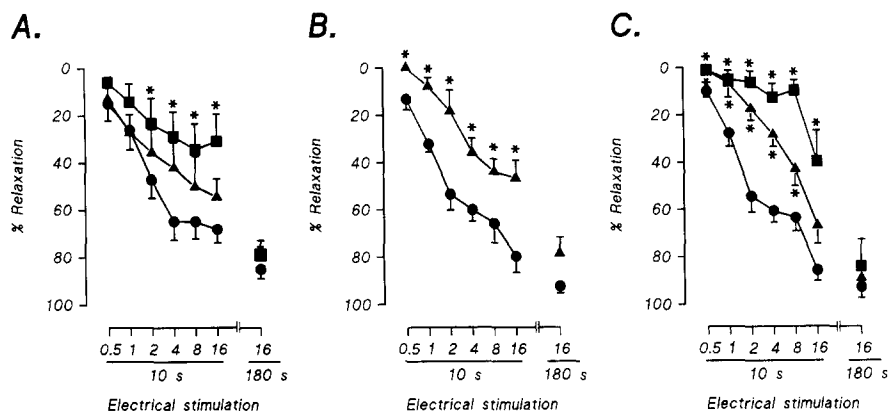 A.
0
20
40
60
80
100
% Relaxation
* * * *
0.5 1 2 4 8 16 16
10 s 180 s
Electrical stimulation
B.
0
20
40
60
80
100
% Relaxation
* * * * * *
0.5 1 2 4 8 16 16
10 s 180 s
Electrical stimulation
C.
0
20
40
60
80
100
% Relaxation
* * * * * *
* * * * *
0.5 1 2 4 8 16 16
10 s 180 s
Electrical stimulation